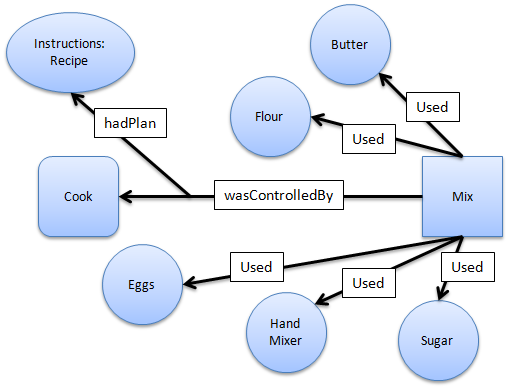 Instructions:
Recipe
Butter
Used
hadPlan
Flour
Used
Cook
wasControlledBy
Mix
Eggs
Used
Used
Used
Hand
Mixer
Sugar